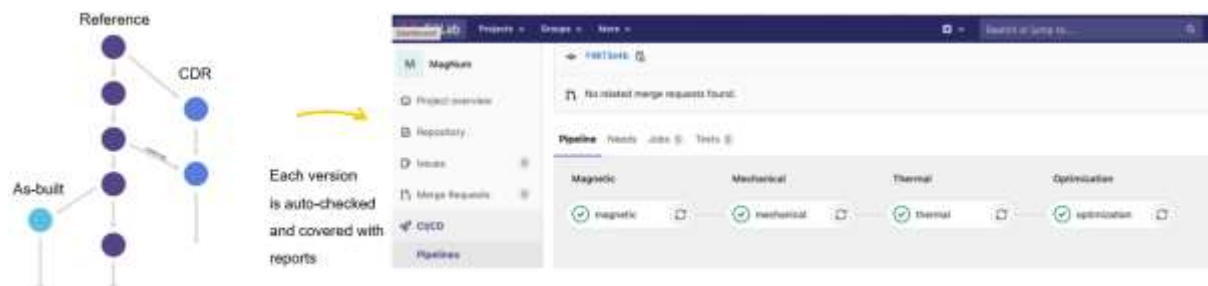 Reference
CDR
As-built
Each version
is auto-checked
and covered with
reports
Projects
Groups
More
Search or jump to...
M MagNum
No related merge requests found.
Project overview
Repository
Issues
Merge Requests
CI/CD
Pipelines
Pipeline Needs Jobs Tests
Magnetic Mechanical Thermal Optimization
magnetic mechanical thermal optimization